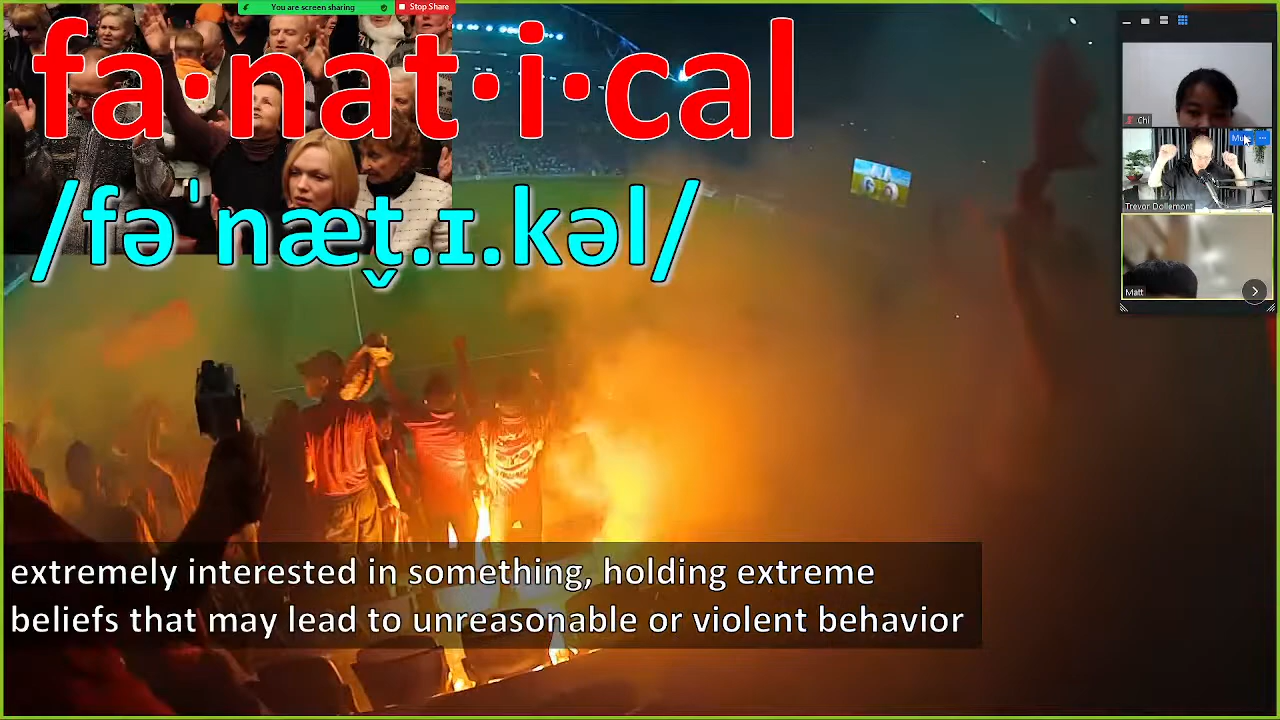 You are screen sharing
Stop Share
fa·nat·i·cal
/fəˈnæt̬.ɪ.kəl/
extremely interested in something, holding extreme
beliefs that may lead to unreasonable or violent behavior
Chi
Mute
Trevor Dollemont
Matt